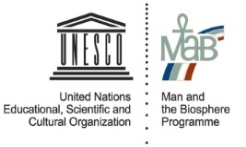 UNESCO
MaB
United Nations
Educational, Scientific and
Cultural Organization
Man and
the Biosphere
Programme